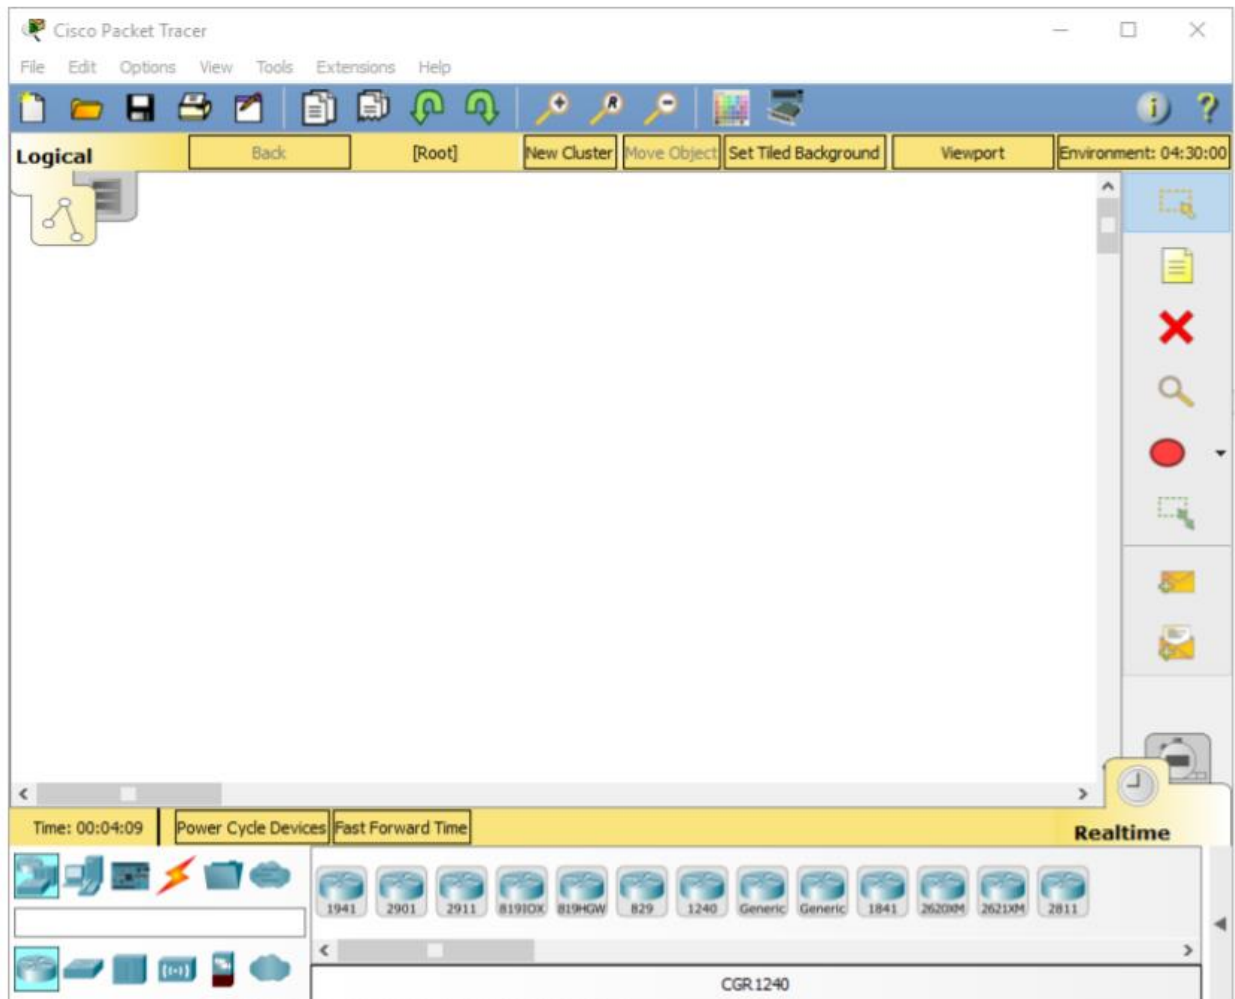 Cisco Packet Tracer
File Edit Options View Tools Extensions Help
Logical Back [Root] New Cluster Move Object Set Tiled Background Viewport Environment: 04:30:00
Time: 00:04:09 Power Cycle Devices Fast Forward Time Realtime
1941 2901 2911 819IOX 819HGW 829 1240 Generic Generic 1841 2620XM 2621XM 2811
CGR1240